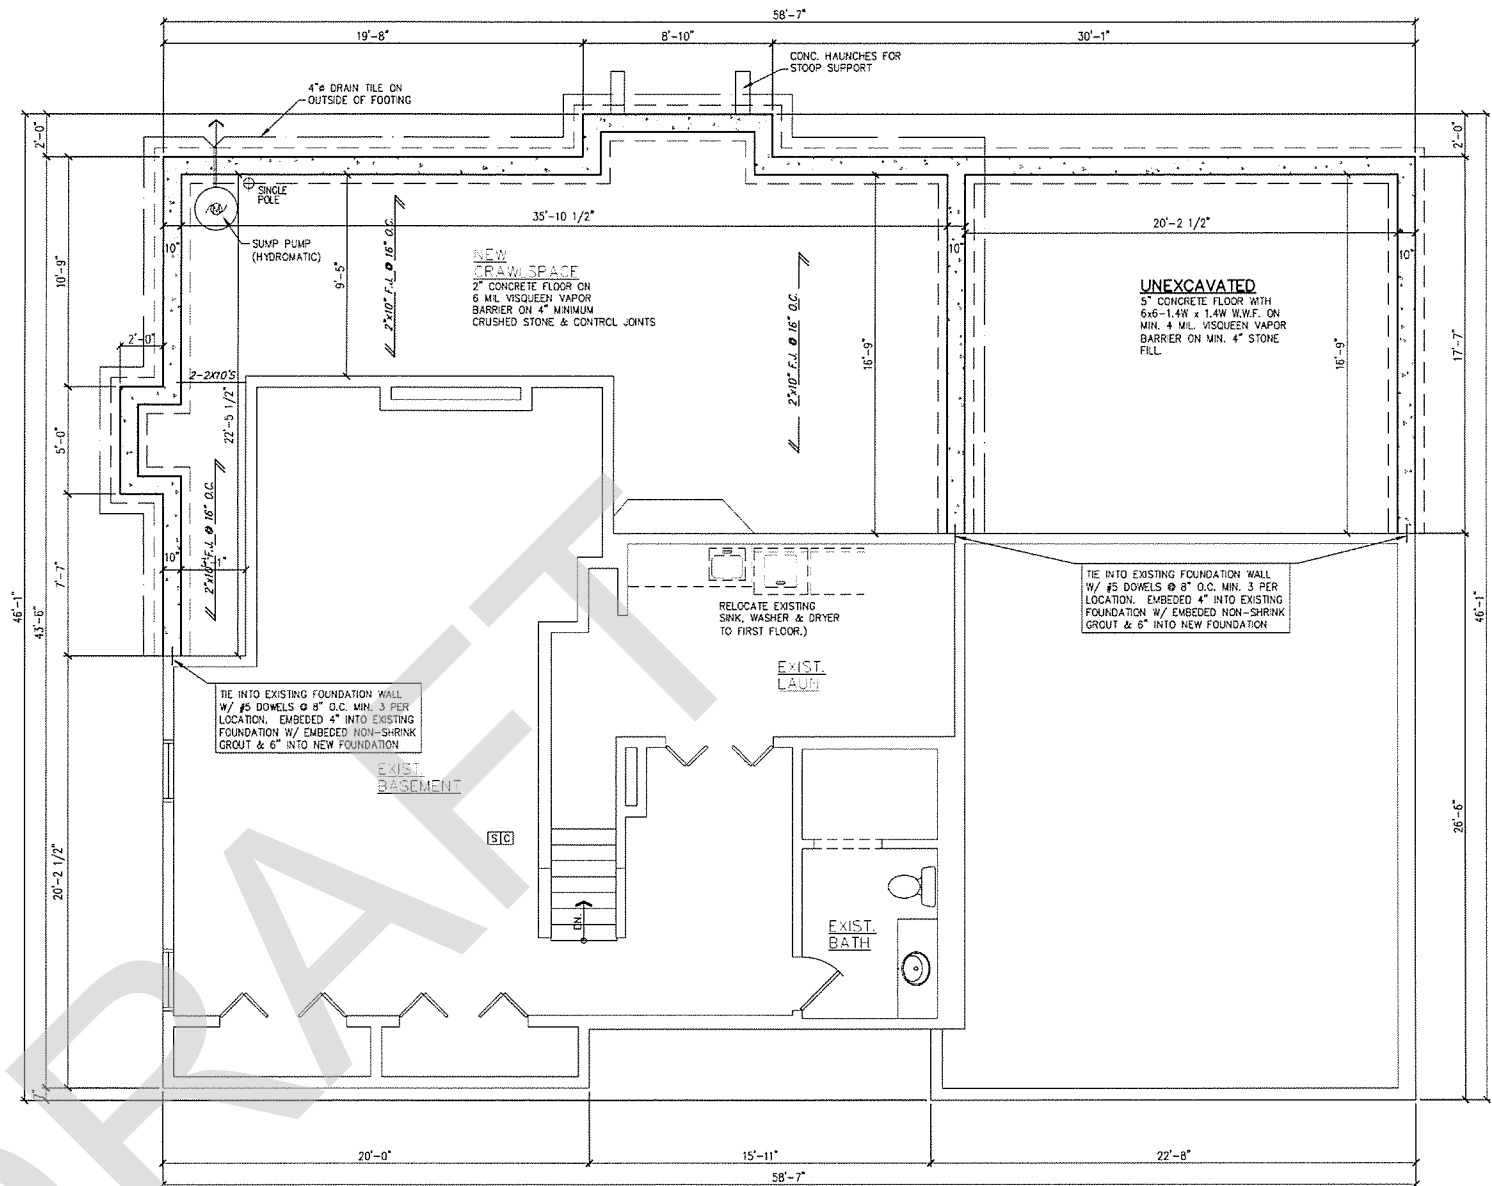 58'-7"
19'-8"
8'-10"
30'-1"
CONC. HAUNCHES FOR
STOOP SUPPORT
4"ø DRAIN TILE ON
OUTSIDE OF FOOTING
2'-0"
2'-0"
SINGLE
POLE
SUMP PUMP
(HYDROMATIC)
10"
35'-10 1/2"
10"
20'-2 1/2"
10"
10'-9"
9'-5"
2"x10" F.J. @ 16" O.C.
NEW
CRAWLSPACE
2" CONCRETE FLOOR ON
6 MIL VISQUEEN VAPOR
BARRIER ON 4" MINIMUM
CRUSHED STONE & CONTROL JOINTS
2"x10" F.J. @ 16" O.C.
16'-9"
UNEXCAVATED
5" CONCRETE FLOOR WITH
6x6-1.4W x 1.4W W.W.F. ON
MIN. 4 MIL. VISQUEEN VAPOR
BARRIER ON MIN. 4" STONE
FILL.
16'-9"
17'-7"
2'-0"
2-2X10'S
22'-5 1/2"
5'-0"
2"x10" F.J. @ 16" O.C.
10"
7'-7"
46'-1"
43'-6"
46'-1"
TIE INTO EXISTING FOUNDATION WALL
W/ #5 DOWELS @ 8" O.C. MIN. 3 PER
LOCATION. EMBEDED 4" INTO EXISTING
FOUNDATION W/ EMBEDED NON-SHRINK
GROUT & 6" INTO NEW FOUNDATION
RELOCATE EXISTING
SINK, WASHER & DRYER
TO FIRST FLOOR.)
EXIST.
LAUN
TIE INTO EXISTING FOUNDATION WALL
W/ #5 DOWELS @ 8" O.C. MIN. 3 PER
LOCATION. EMBEDED 4" INTO EXISTING
FOUNDATION W/ EMBEDED NON-SHRINK
GROUT & 6" INTO NEW FOUNDATION
EXIST.
BASEMENT
S C
20'-2 1/2"
26'-6"
DN.
EXIST.
BATH
20'-0"
15'-11"
22'-8"
58'-7"
DRAFT